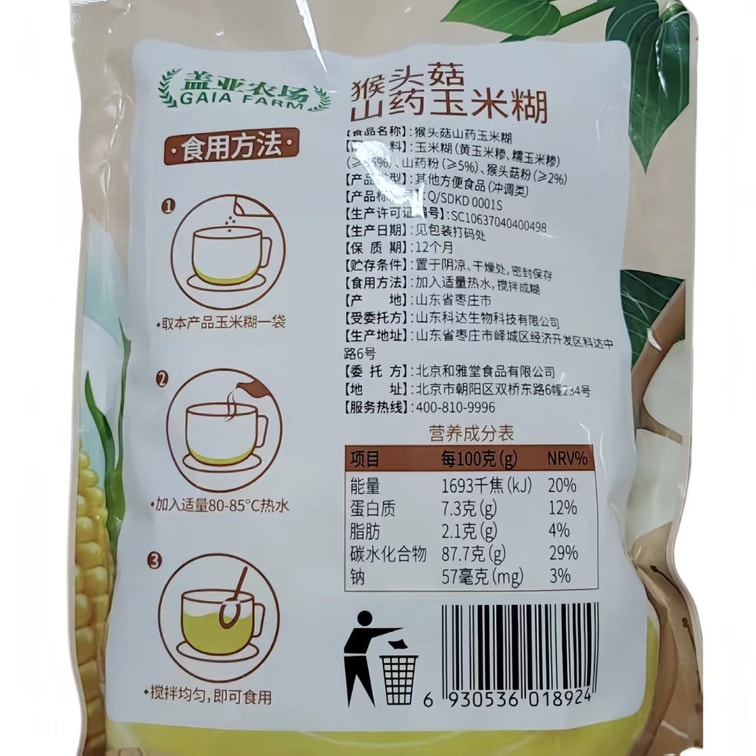 盖亚农场
GAIA FARM
·食用方法·
1
·取本产品玉米糊一袋
2
·加入适量80-85°C热水
3
·搅拌均匀,即可食用
猴头菇
山药玉米糊
【食品名称】:猴头菇山药玉米糊
料】:玉米糊(黄玉米糁、糯玉米糁)
、山药粉(≥5%)、猴头菇粉(≥2%)
【产品类型】:其他方便食品(冲调类)
【产品标 号】:Q/SDKD 0001S
【生产许可证编号】:SC10637040400498
【生产日期】:见包装打码处
【保 质 期】:12个月
【贮存条件】:置于阴凉、干燥处,密封保存
【食用方法】:加入适量热水,搅拌成糊
【产 地】:山东省枣庄市
【受委托方】:山东科达生物科技有限公司
【生产地址】:山东省枣庄市峄城区经济开发区科达中
路6号
【委 托 方】:北京和雅堂食品有限公司
【地 址】:北京市朝阳区双桥东路6幢234号
【服务热线】:400-810-9996
营养成分表
项目 每100克(g) NRV%
能量 1693千焦(kJ) 20%
蛋白质 7.3克(g) 12%
脂肪 2.1克(g) 4%
碳水化合物 87.7克(g) 29%
钠 57毫克(mg) 3%
6 930536 018924